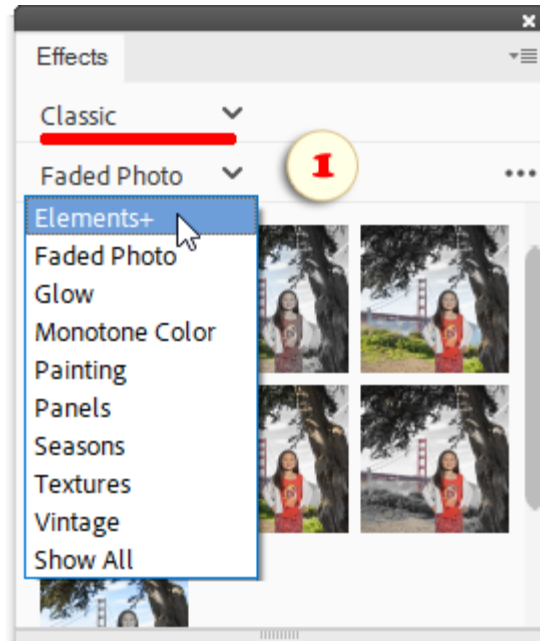 Effects
Classic
Faded Photo
1
Elements+
Faded Photo
Glow
Monotone Color
Painting
Panels
Seasons
Textures
Vintage
Show All